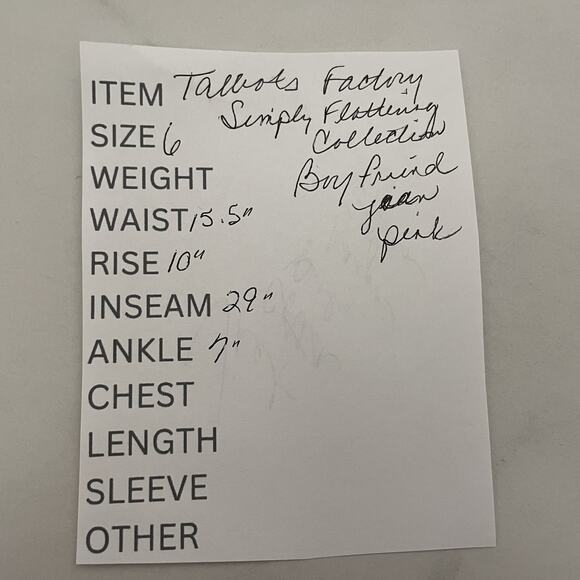 ITEM Talbots Factory
Simply Flattering
SIZE 6
Collection
WEIGHT
Boyfriend
jean
WAIST 15.5"
pink
RISE 10"
INSEAM 29"
ANKLE 7"
CHEST
LENGTH
SLEEVE
OTHER